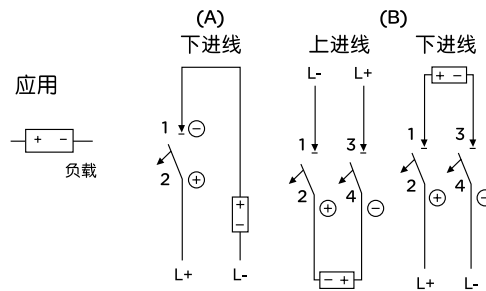 (A) (B)
下进线 上进线 下进线
L- L+
应用
+ -
+ -
负载
1 - 1 3 1 3
2 + 2 + 4 - 2 + 4 -
+ -
- +
L+ L- L+ L-